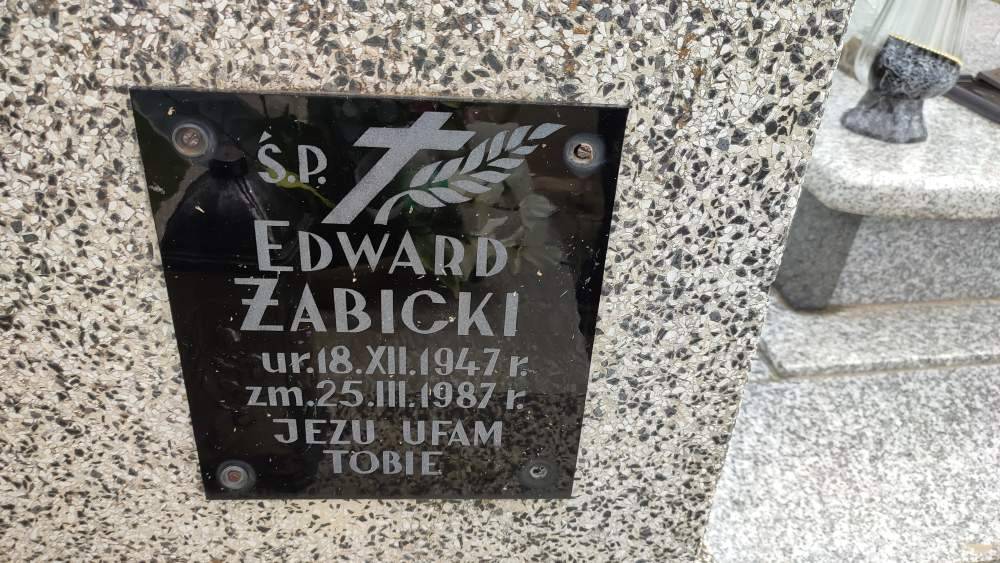 Ś.P.
EDWARD
ŻABICKI
ur.18.XII.1947 r.
zm.25.III.1987 r.
JEZU UFAM
TOBIE